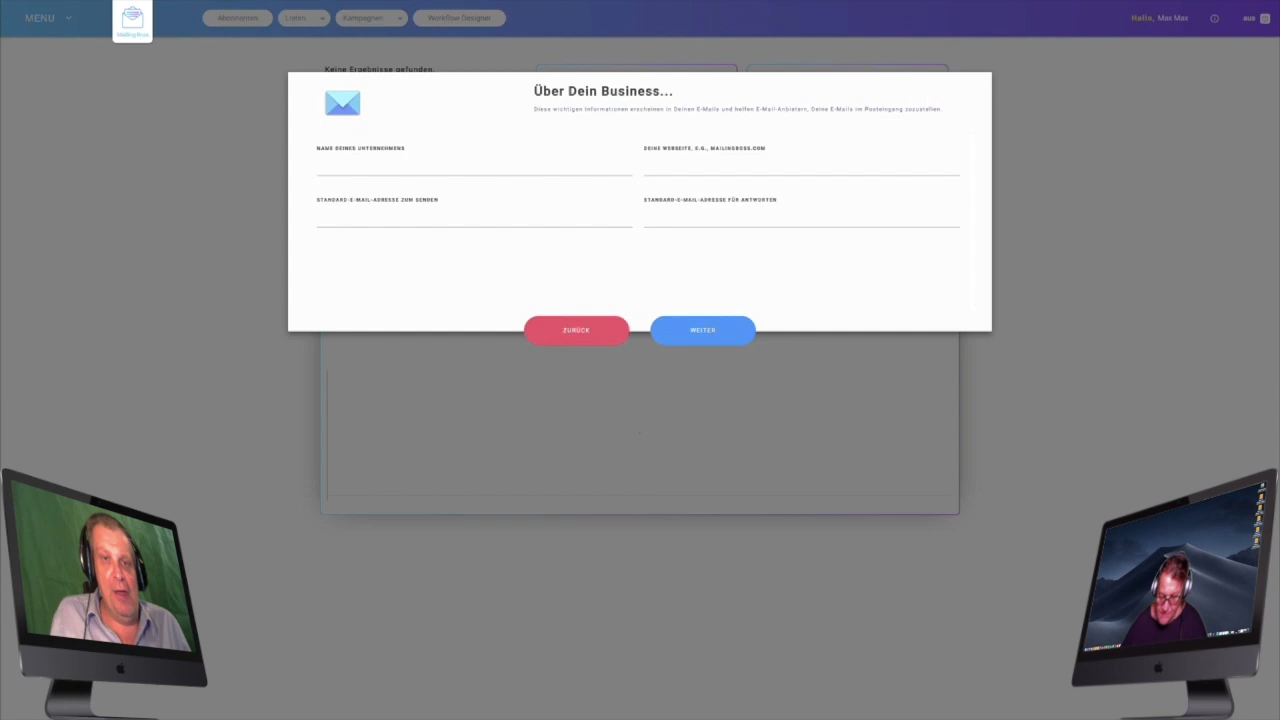 MENU
Mailing Boss
Abonnenten
Listen
Kampagnen
Workflow Designer
Hallo, Max Max
aus
Keine Ergebnisse gefunden.
Über Dein Business...
Diese wichtigen Informationen erscheinen in Deinen E-Mails und helfen E-Mail-Anbietern, Deine E-Mails im Posteingang zuzustellen.
NAME DEINES UNTERNEHMENS
DEINE WEBSEITE, E.G., MAILINGBOSS.COM
STANDARD-E-MAIL-ADRESSE ZUM SENDEN
STANDARD-E-MAIL-ADRESSE FÜR ANTWORTEN
ZURÜCK
WEITER